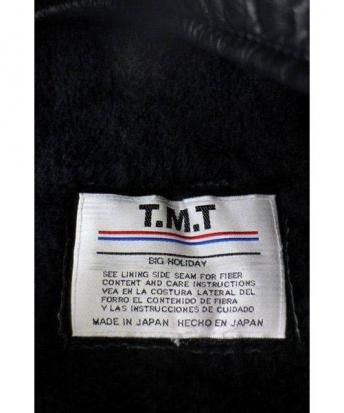 T.M.T
BIG HOLIDAY
SEE LINING SIDE SEAM FOR FIBER
CONTENT AND CARE INSTRUCTIONS
VEA EN LA COSTURA LATERAL DEL
FORRO EL CONTENIDO DE FIBRA
Y LAS INSTRUCCIONES DE CUIDADO
MADE IN JAPAN HECHO EN JAPAN